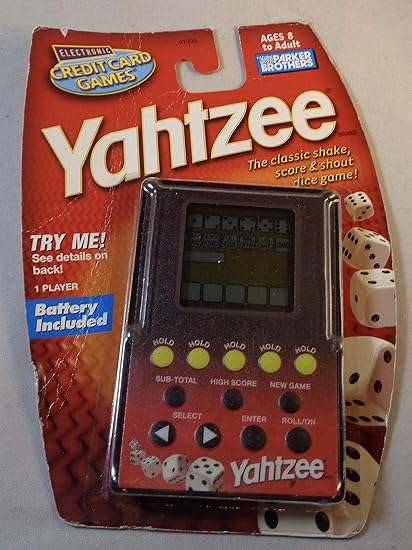 ELECTRONIC
CREDIT CARD
GAMES
41333
AGES 8
to Adult
PARKER
BROTHERS
Yahtzee®
BRAND
The classic shake,
score & shout
dice game!
TRY ME!
See details on
back!
1 PLAYER
Battery
Included
HOLD HOLD HOLD HOLD HOLD
SUB-TOTAL HIGH SCORE NEW GAME
SELECT ENTER ROLL/ON
Yahtzee